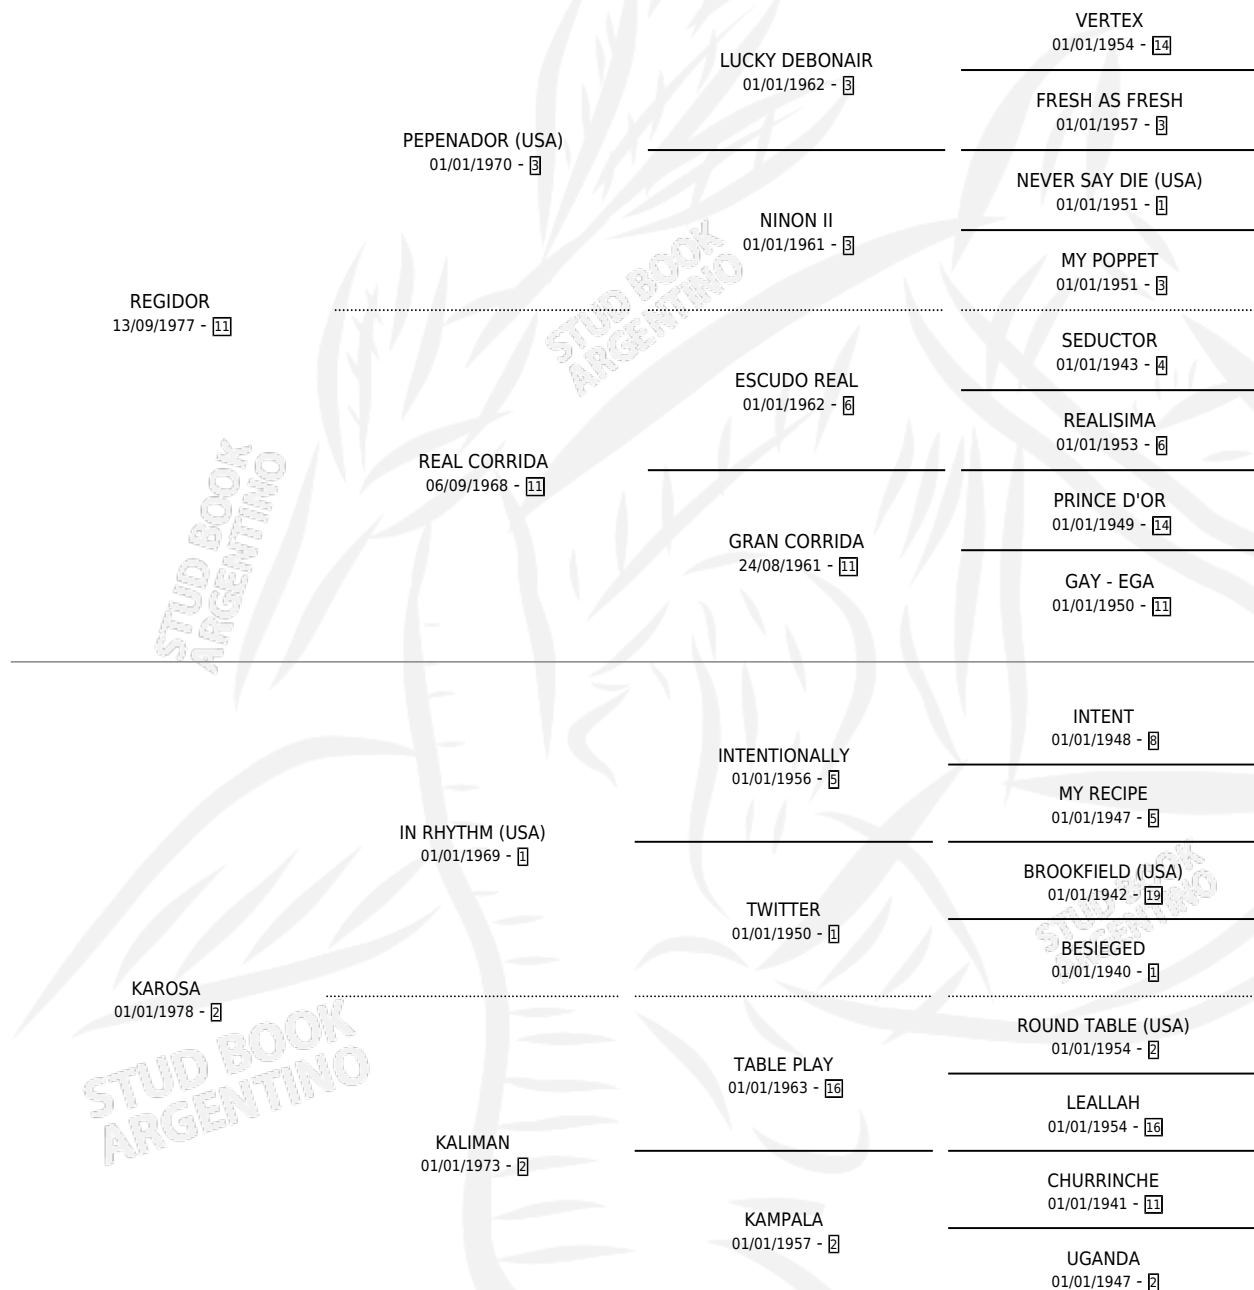 VERTEX
01/01/1954 - 14
LUCKY DEBONAIR
01/01/1962 - 3
FRESH AS FRESH
01/01/1957 - 3
PEPENADOR (USA)
01/01/1970 - 3
NEVER SAY DIE (USA)
01/01/1951 - 1
NINON II
01/01/1961 - 3
MY POPPET
01/01/1951 - 3
REGIDOR
13/09/1977 - 11
SEDUCTOR
01/01/1943 - 4
ESCUDO REAL
01/01/1962 - 6
REALISIMA
01/01/1953 - 6
REAL CORRIDA
06/09/1968 - 11
PRINCE D'OR
01/01/1949 - 14
GRAN CORRIDA
24/08/1961 - 11
GAY - EGA
01/01/1950 - 11
STUD BOOK
ARGENTINO
STUD BOOK
ARGENTINO
INTENT
01/01/1948 - 8
INTENTIONALLY
01/01/1956 - 5
MY RECIPE
01/01/1947 - 5
IN RHYTHM (USA)
01/01/1969 - 1
BROOKFIELD (USA)
01/01/1942 - 19
TWITTER
01/01/1950 - 1
BESIEGED
01/01/1940 - 1
KAROSA
01/01/1978 - 2
ROUND TABLE (USA)
01/01/1954 - 2
TABLE PLAY
01/01/1963 - 16
LEALLAH
01/01/1954 - 16
KALIMAN
01/01/1973 - 2
CHURRINCHE
01/01/1941 - 11
KAMPALA
01/01/1957 - 2
UGANDA
01/01/1947 - 2
STUD BOOK
ARGENTINO
STUD BOOK
ARGENTINO